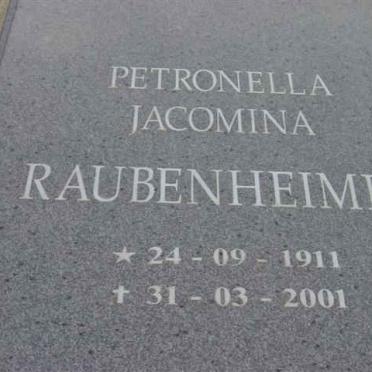 PETRONELLA
JACOMINA
RAUBENHEIM
★ 24 - 09 - 1911
✝ 31 - 03 - 2001